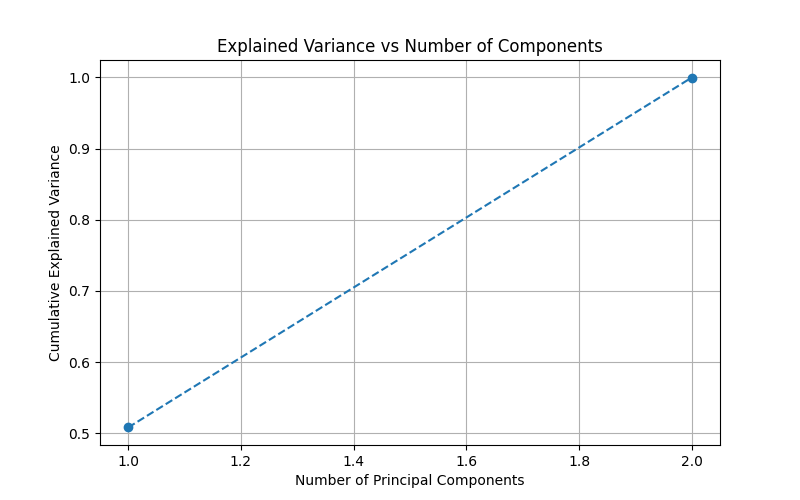 Explained Variance vs Number of Components
Cumulative Explained Variance
1.0
0.9
0.8
0.7
0.6
0.5
1.0 1.2 1.4 1.6 1.8 2.0
Number of Principal Components